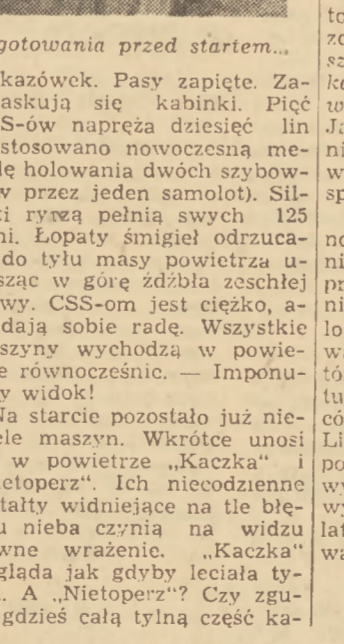 gotowania przed startem...
kazówek. Pasy zapięte. Za-
askują się kabinki. Pięć
S-ów napręża dziesięć lin
stosowano nowoczesną me-
dę holowania dwóch szybow-
w przez jeden samolot). Sil-
ki ryczą pełnią swych 125
ni. Łopaty śmigieł odrzuca-
do tyłu masy powietrza u-
sząc w górę źdźbła zeschłej
wy. CSS-om jest ciężko, a-
dają sobie radę. Wszystkie
szyny wychodzą w powie-
e równocześnie. — Imponu-
y widok!
Na starcie pozostało już nie-
ele maszyn. Wkrótce unosi
w powietrze „Kaczka“ i
ietoperz“. Ich niecodzienne
tałty widniejące na tle błę-
u nieba czynią na widzu
wne wrażenie. „Kaczka“
gląda jak gdyby leciała ty-
. A „Nietoperz“? Czy zgu-
gdzieś całą tylną część ka-